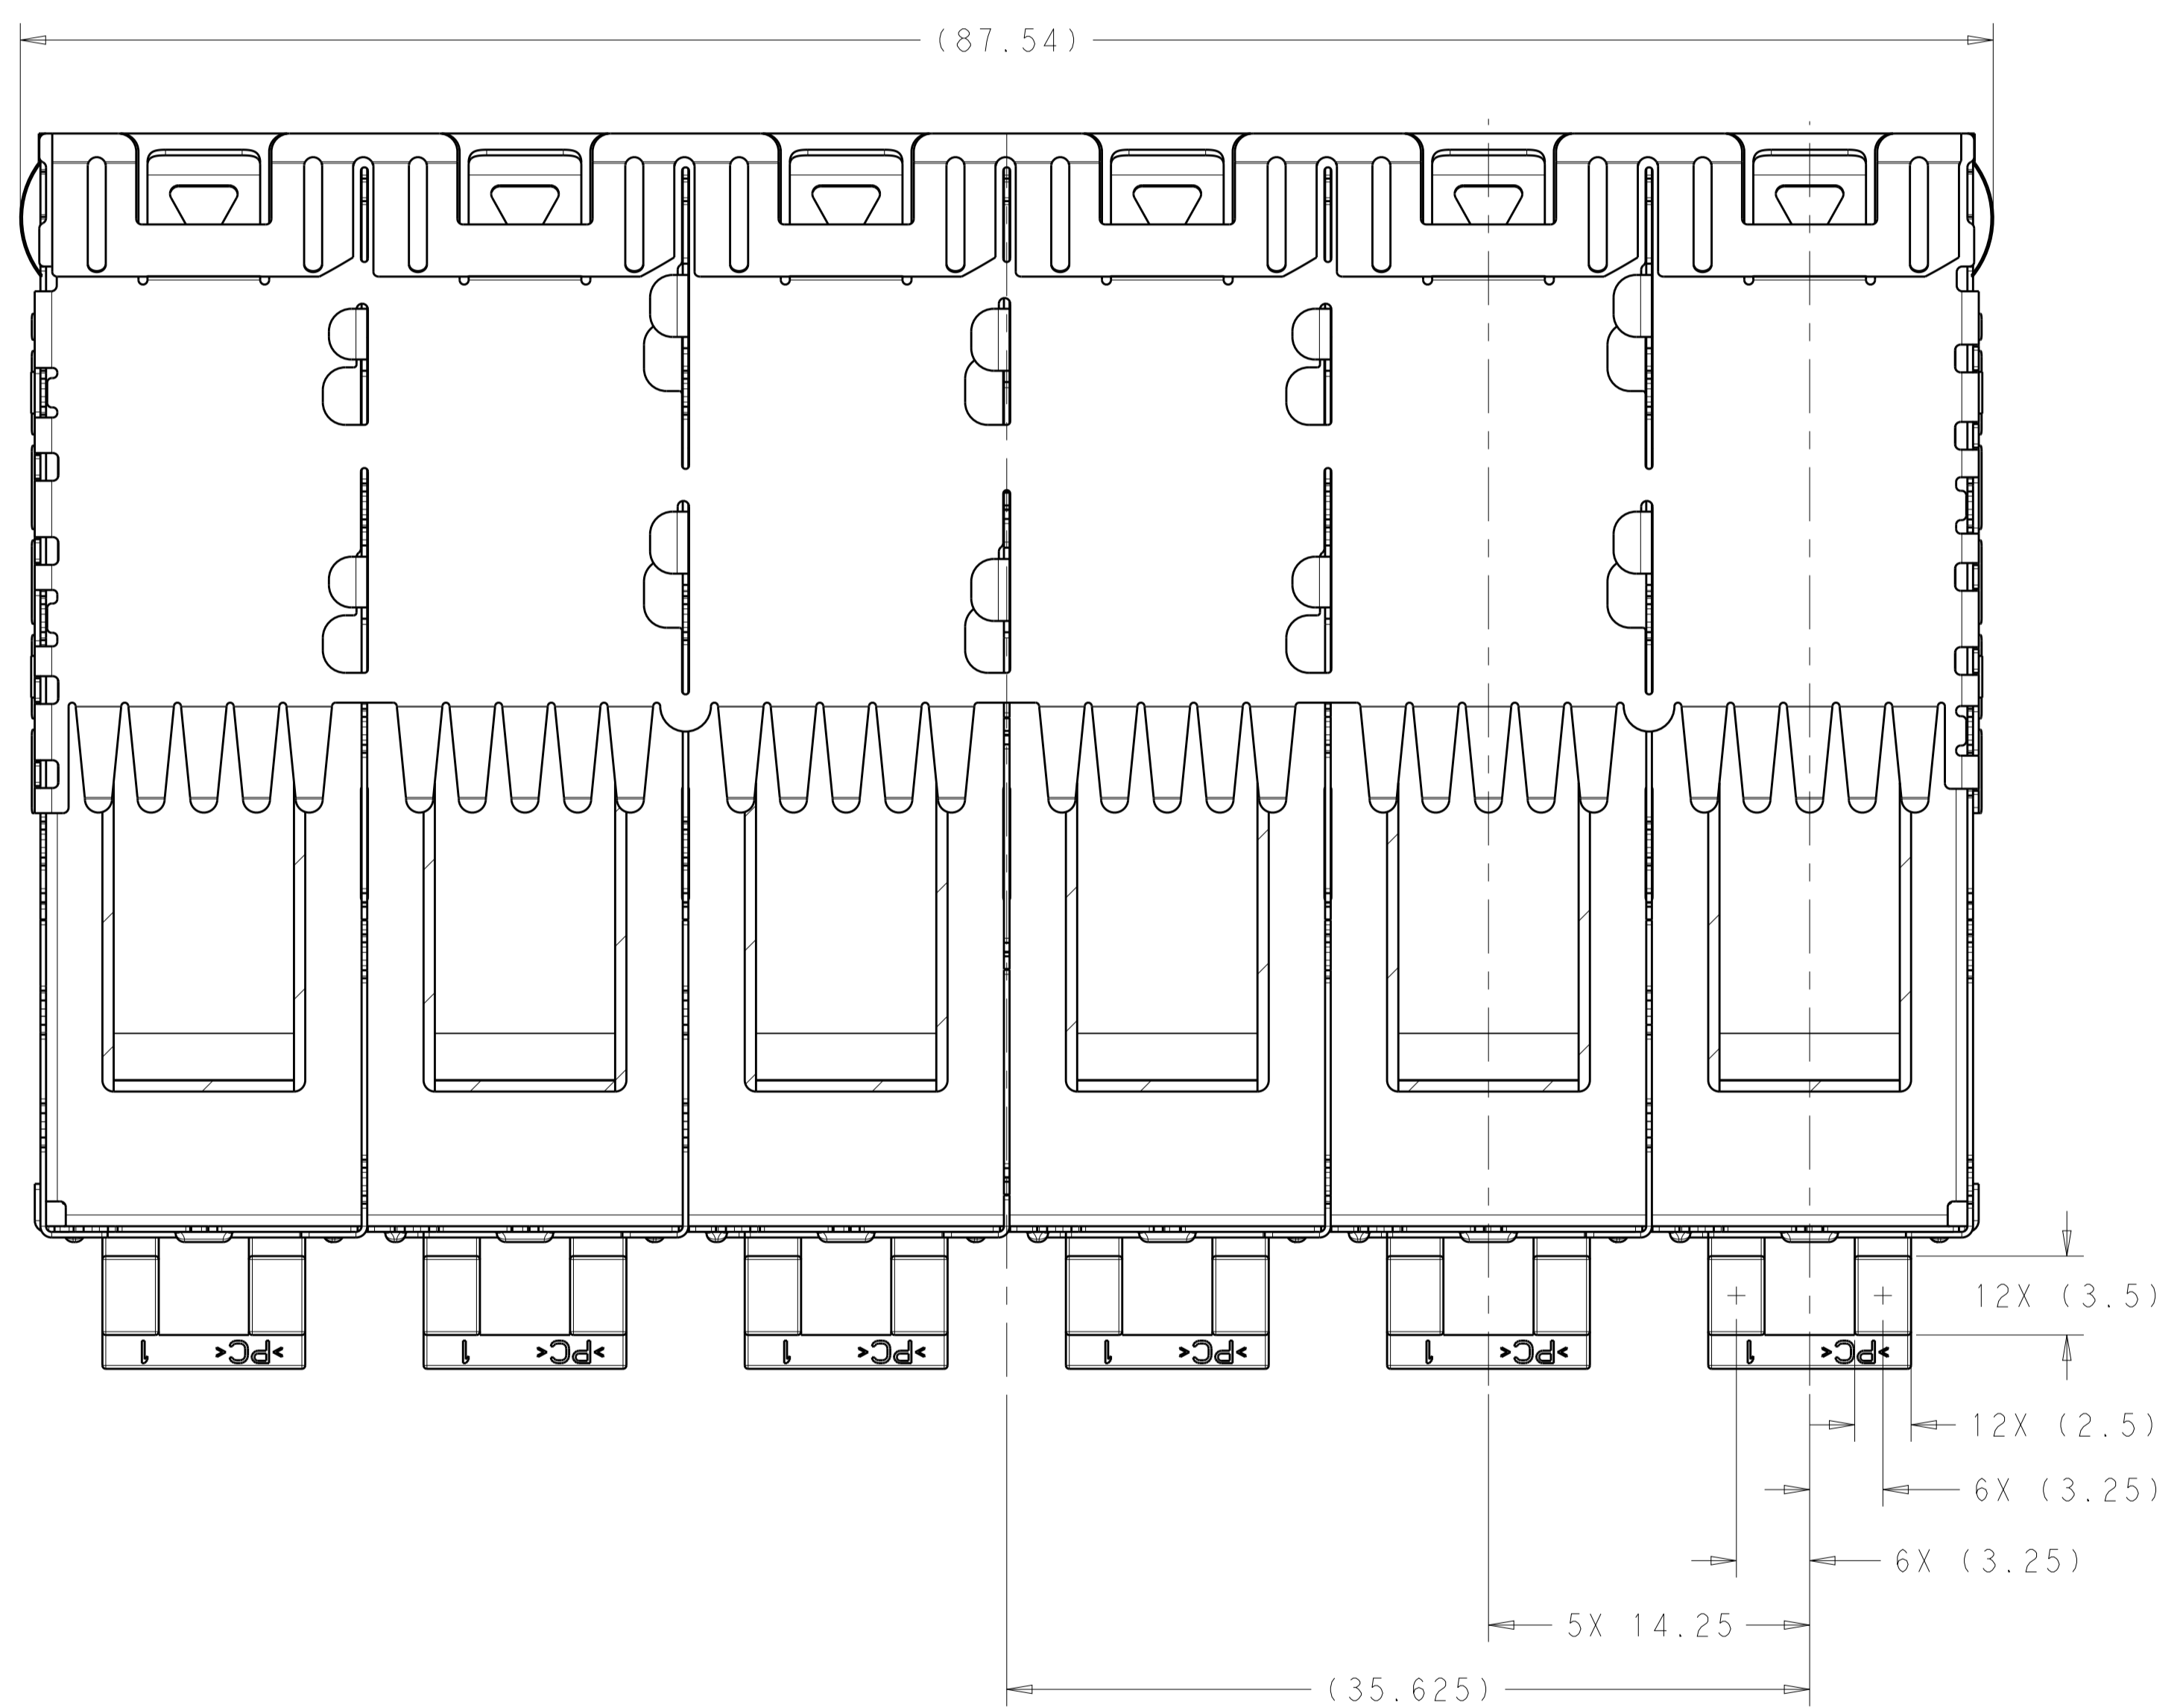 (87.54)
12X (3.5)
1 >PC<
1 >PC<
1 >PC<
1 >PC<
1 >PC<
1 >PC<
12X (2.5)
6X (3.25)
6X (3.25)
5X 14.25
(35.625)